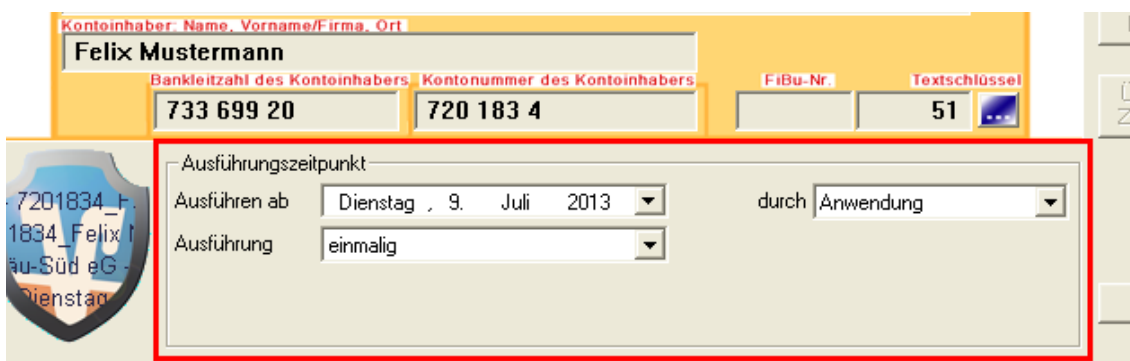 Kontoinhaber: Name, Vorname/Firma, Ort
Felix Mustermann
Bankleitzahl des Kontoinhabers Kontonummer des Kontoinhabers FiBu-Nr. Textschlüssel
733 699 20 720 183 4 51 ...
Ausführungszeitpunkt
Ausführen ab Dienstag , 9. Juli 2013 durch Anwendung
Ausführung einmalig
7201834_F
1834_Felix
äu-Süd eG -
Dienstag